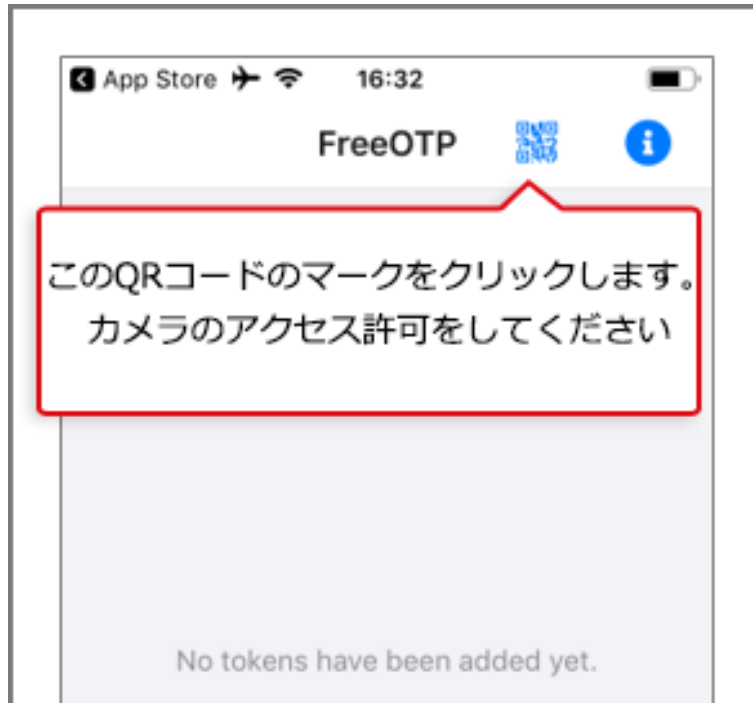 App Store 16:32
FreeOTP
このQRコードのマークをクリックします。
カメラのアクセス許可をしてください
No tokens have been added yet.